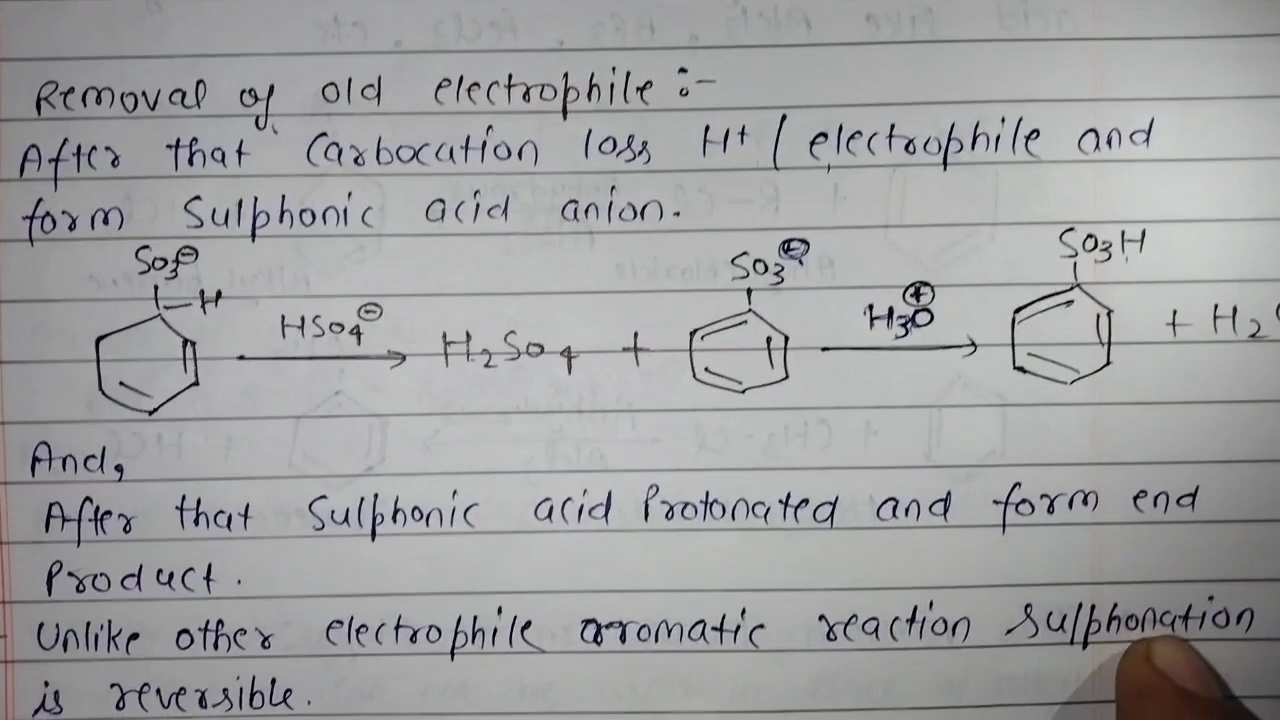 Removal of old electrophile :-
After that Carbocation loss H+ / electrophile and
form Sulphonic acid anion.
SO3⊖ SO3⊖ SO3H
H HSO4⊖ H2SO4 + H3O⊕ + H2
And,
After that Sulphonic acid Protonated and form end
Product.
Unlike other electrophile aromatic reaction sulphonation
is reversible.